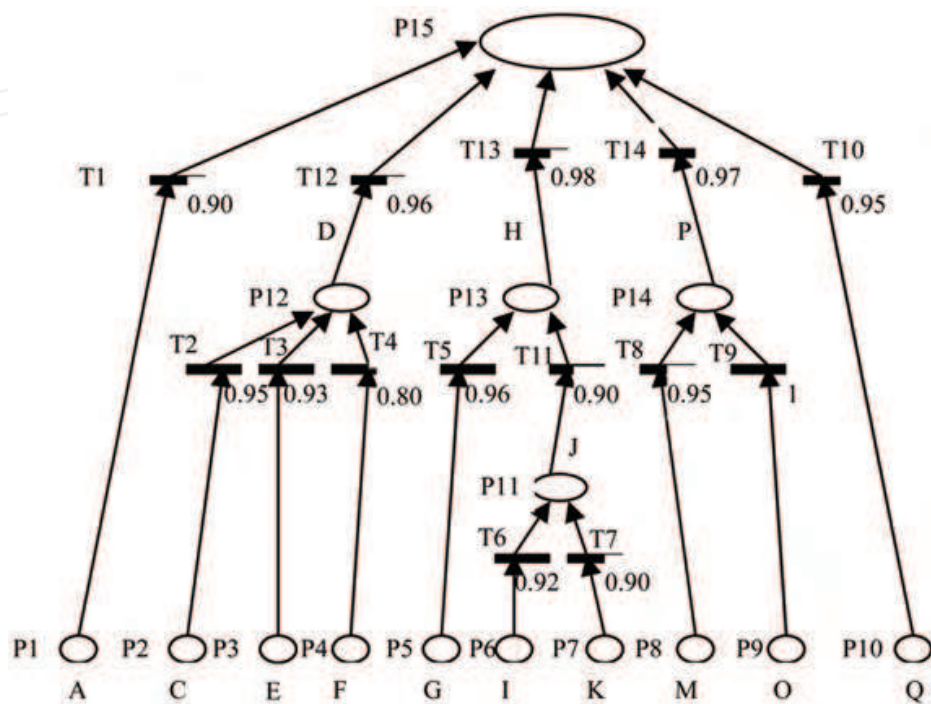 P15
T1 T12 T13 T14 T10
0.90 0.96 0.98 0.97 0.95
D H P
P12 P13 P14
T2 T3 T4 T5 T11 T8 T9
0.95 0.93 0.80 0.96 0.90 0.95 1
J
P11
T6 T7
0.92 0.90
P1 P2 P3 P4 P5 P6 P7 P8 P9 P10
A C E F G I K M O Q